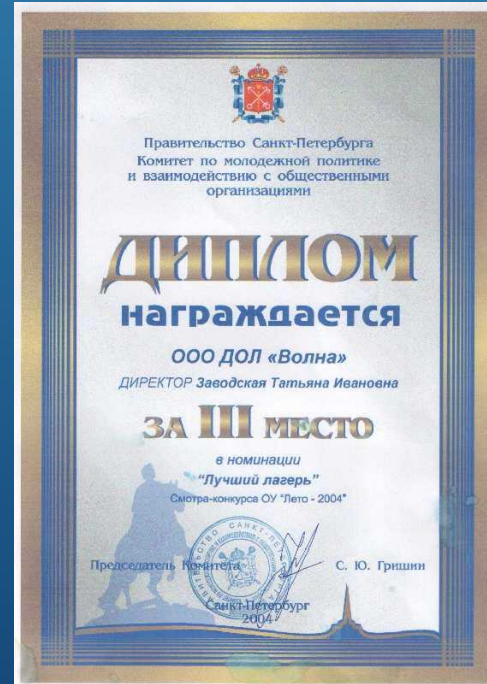 Правительство Санкт-Петербурга
Комитет по молодежной политике
и взаимодействию с общественными
организациями
ДИПЛОМ
награждается
ООО ДОЛ «Волна»
ДИРЕКТОР Заводская Татьяна Ивановна
ЗА III МЕСТО
в номинации
"Лучший лагерь"
Смотра-конкурса ОУ "Лето - 2004"
Председатель Комитета С. Ю. Гришин
Санкт-Петербург
2004